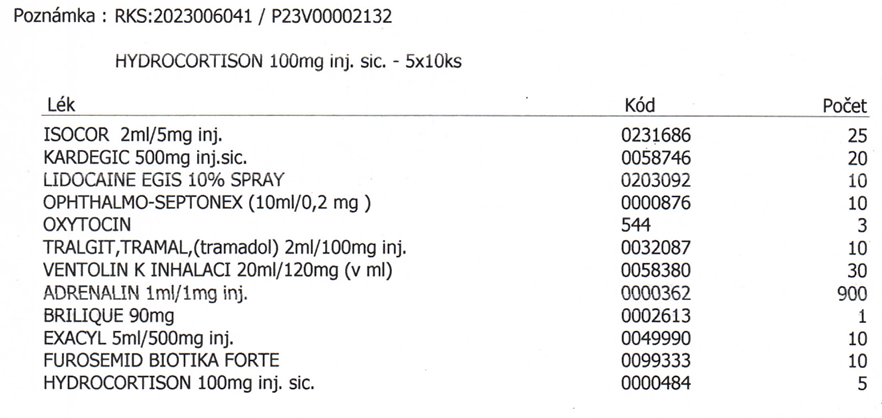 Poznámka : RKS:2023006041 / P23V00002132
HYDROCORTISON 100mg inj. sic. - 5x10ks
Lék Kód Počet
ISOCOR 2ml/5mg inj. 0231686 25
KARDEGIC 500mg inj.sic. 0058746 20
LIDOCAINE EGIS 10% SPRAY 0203092 10
OPHTHALMO-SEPTONEX (10ml/0,2 mg ) 0000876 10
OXYTOCIN 544 3
TRALGIT,TRAMAL,(tramadol) 2ml/100mg inj. 0032087 10
VENTOLIN K INHALACI 20ml/120mg (v ml) 0058380 30
ADRENALIN 1ml/1mg inj. 0000362 900
BRILIQUE 90mg 0002613 1
EXACYL 5ml/500mg inj. 0049990 10
FUROSEMID BIOTIKA FORTE 0099333 10
HYDROCORTISON 100mg inj. sic. 0000484 5